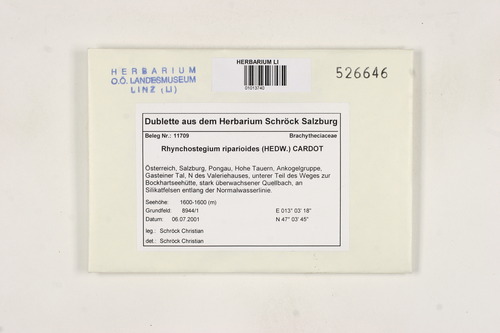 HERBARIUM
O.Ö. LANDESMUSEUM
LINZ (LI)
HERBARIUM LI
01013740
526646
Dublette aus dem Herbarium Schröck Salzburg
Beleg Nr.: 11709 Brachytheciaceae
Rhynchostegium riparioides (HEDW.) CARDOT
Österreich, Salzburg, Pongau, Hohe Tauern, Ankogelgruppe,
Gasteiner Tal, N des Valeriehauses, unterer Teil des Weges zur
Bockhartseehütte, stark überwachsener Quellbach, an
Silikatfelsen entlang der Normalwasserlinie.
Seehöhe: 1600-1600 (m)
Grundfeld: 8944/1 E 013° 03' 18"
Datum: 06.07.2001 N 47° 03' 45"
leg.: Schröck Christian
det.: Schröck Christian